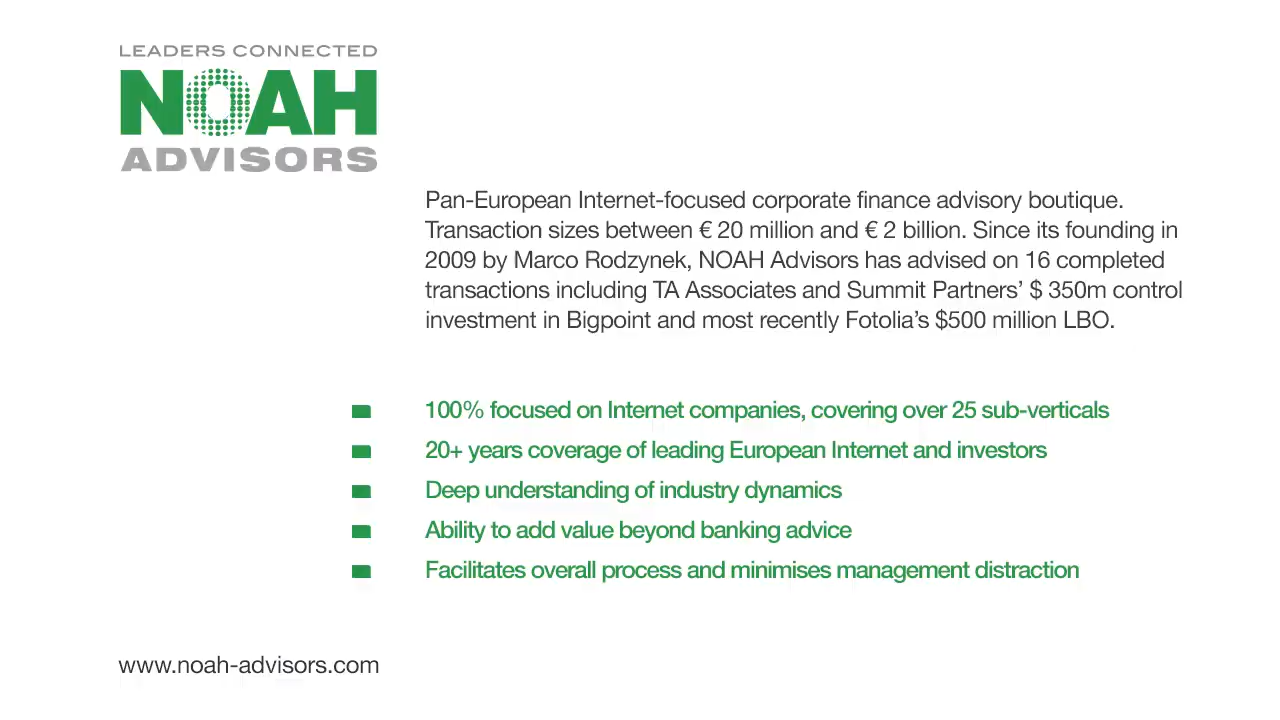 LEADERS CONNECTED
NOAH
ADVISORS
Pan-European Internet-focused corporate finance advisory boutique.
Transaction sizes between € 20 million and € 2 billion. Since its founding in
2009 by Marco Rodzynek, NOAH Advisors has advised on 16 completed
transactions including TA Associates and Summit Partners’ $ 350m control
investment in Bigpoint and most recently Fotolia’s $500 million LBO.
100% focused on Internet companies, covering over 25 sub-verticals
20+ years coverage of leading European Internet and investors
Deep understanding of industry dynamics
Ability to add value beyond banking advice
Facilitates overall process and minimises management distraction
www.noah-advisors.com